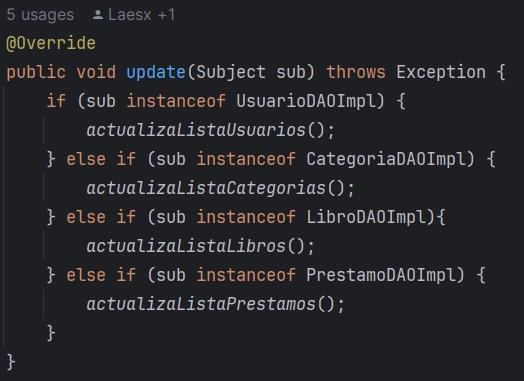 5 usages Laesx +1
@Override
public void update(Subject sub) throws Exception {
    if (sub instanceof UsuarioDAOImpl) {
        actualizaListaUsuarios();
    } else if (sub instanceof CategoriaDAOImpl) {
        actualizaListaCategorias();
    } else if (sub instanceof LibroDAOImpl){
        actualizaListaLibros();
    } else if (sub instanceof PrestamoDAOImpl) {
        actualizaListaPrestamos();
    }
}